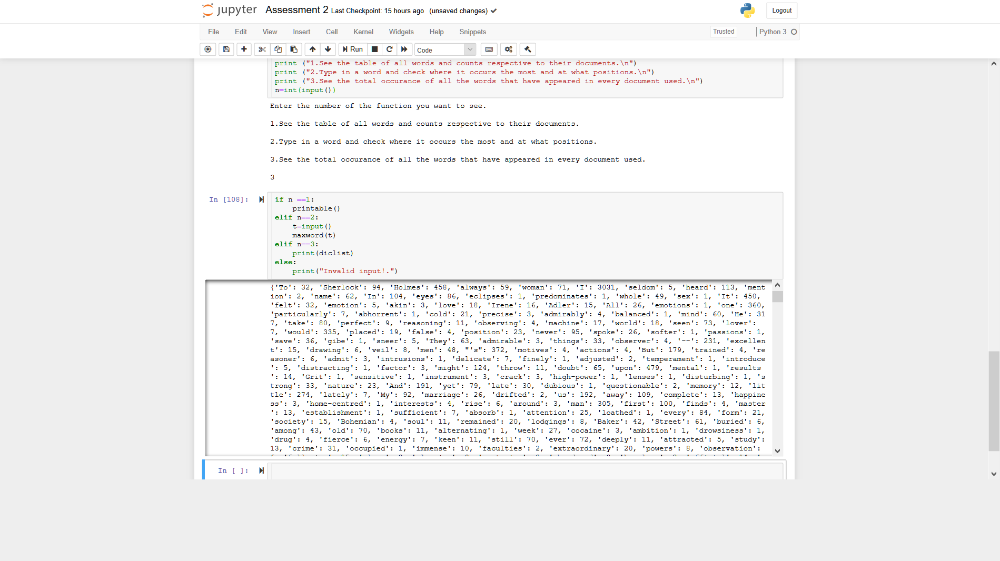 jupyter Assessment 2 Last Checkpoint: 15 hours ago (unsaved changes) Logout
File Edit View Insert Cell Kernel Widgets Help Snippets Trusted Python 3
Run Code
print ("1.See the table of all words and counts respective to their documents.\n")
print ("2.Type in a word and check where it occurs the most and at what positions.\n")
print ("3.See the total occurance of all the words that have appeared in every document used.\n")
n=int(input())
Enter the number of the function you want to see.
1.See the table of all words and counts respective to their documents.
2.Type in a word and check where it occurs the most and at what positions.
3.See the total occurance of all the words that have appeared in every document used.
3
In [108]: if n ==1:
printable()
elif n==2:
t=input()
maxword(t)
elif n==3:
print(diclist)
else:
print("Invalid input!.")
{'To': 32, 'Sherlock': 94, 'Holmes': 458, 'always': 59, 'woman': 71, 'I': 3031, 'seldom': 5, 'heard': 113, 'ment
ion': 2, 'name': 62, 'In': 104, 'eyes': 86, 'eclipses': 1, 'predominates': 1, 'whole': 49, 'sex': 1, 'It': 450,
'felt': 32, 'emotion': 5, 'akin': 3, 'love': 18, 'Irene': 16, 'Adler': 15, 'All': 26, 'emotions': 1, 'one': 360,
'particularly': 7, 'abhorrent': 1, 'cold': 21, 'precise': 3, 'admirably': 4, 'balanced': 1, 'mind': 60, 'He': 31
7, 'take': 80, 'perfect': 9, 'reasoning': 11, 'observing': 4, 'machine': 17, 'world': 18, 'seen': 73, 'lover':
7, 'would': 335, 'placed': 19, 'false': 4, 'position': 23, 'never': 95, 'spoke': 26, 'softer': 1, 'passions': 1,
'save': 36, 'gibe': 1, 'sneer': 5, 'They': 63, 'admirable': 3, 'things': 33, 'observer': 4, '--': 231, 'excellen
t': 15, 'drawing': 6, 'veil': 8, 'men': 48, "'s": 372, 'motives': 4, 'actions': 4, 'But': 179, 'trained': 4, 're
asoner': 6, 'admit': 3, 'intrusions': 1, 'delicate': 7, 'finely': 1, 'adjusted': 2, 'temperament': 1, 'introduce
': 5, 'distracting': 1, 'factor': 3, 'might': 124, 'throw': 11, 'doubt': 65, 'upon': 479, 'mental': 1, 'results
': 14, 'Grit': 1, 'sensitive': 1, 'instrument': 3, 'crack': 3, 'high-power': 1, 'lenses': 1, 'disturbing': 1, 's
trong': 33, 'nature': 23, 'And': 191, 'yet': 79, 'late': 30, 'dubious': 1, 'questionable': 2, 'memory': 12, 'lit
tle': 274, 'lately': 7, 'My': 92, 'marriage': 26, 'drifted': 2, 'us': 192, 'away': 109, 'complete': 13, 'happine
ss': 3, 'home-centred': 1, 'interests': 4, 'rise': 6, 'around': 3, 'man': 305, 'first': 100, 'finds': 4, 'master
': 13, 'establishment': 1, 'sufficient': 7, 'absorb': 1, 'attention': 25, 'loathed': 1, 'every': 84, 'form': 21,
'society': 15, 'Bohemian': 4, 'soul': 11, 'remained': 20, 'lodgings': 8, 'Baker': 42, 'Street': 61, 'buried': 6,
'among': 43, 'old': 70, 'books': 11, 'alternating': 1, 'week': 27, 'cocaine': 3, 'ambition': 1, 'drowsiness': 1,
'drug': 4, 'fierce': 6, 'energy': 7, 'keen': 11, 'still': 70, 'ever': 72, 'deeply': 11, 'attracted': 5, 'study':
13, 'crime': 31, 'occupied': 1, 'immense': 10, 'faculties': 2, 'extraordinary': 20, 'powers': 8, 'observation':
In [ ]: